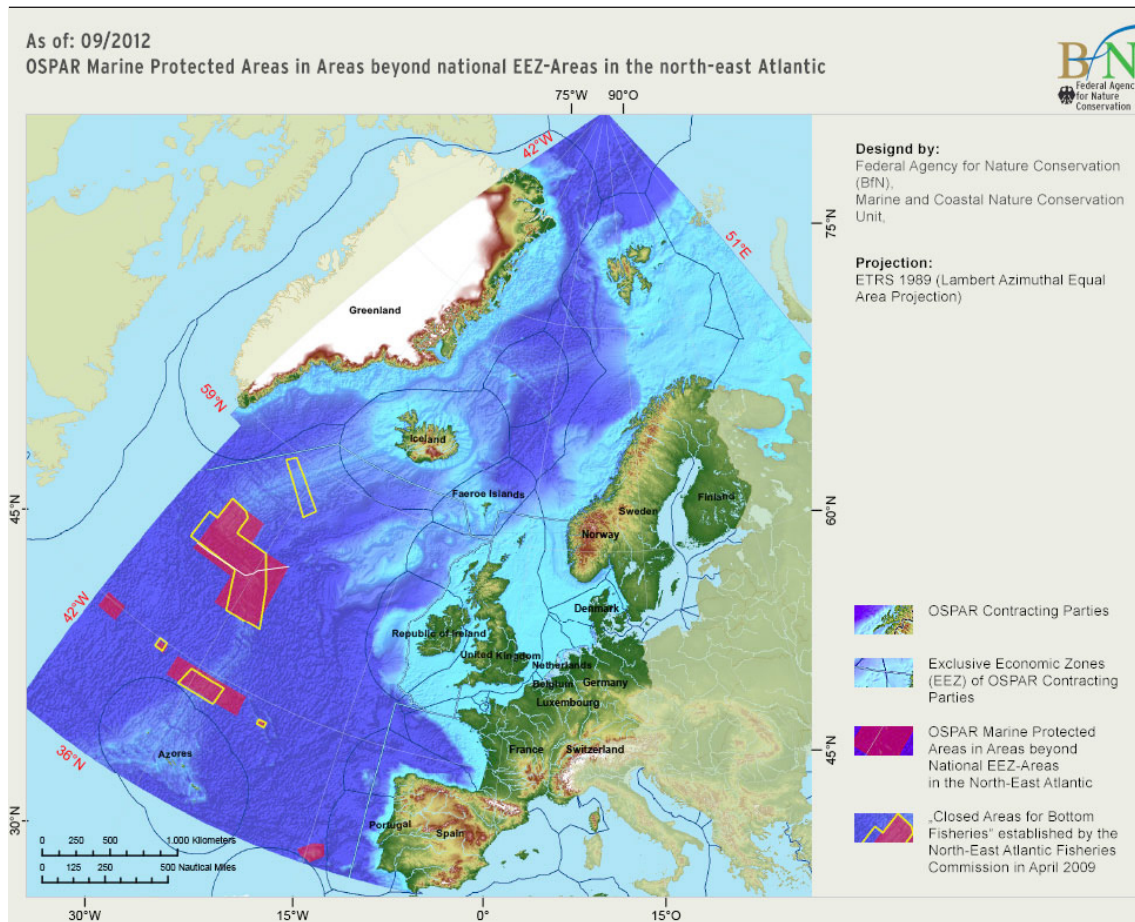 As of: 09/2012
OSPAR Marine Protected Areas in Areas beyond national EEZ-Areas in the north-east Atlantic
BfN
Federal Agency
for Nature
Conservation
75°W 90°O
42°W
51°E
75°N
Greenland
59°N
Iceland
Faeroe Islands
45°N
60°N
Finland
Sweden
Norway
42°W
Denmark
Republic of Ireland
United Kingdom
Netherlands
Belgium
Germany
Luxembourg
36°N
Azores
France
Switzerland
45°N
30°N
Portugal
Spain
0 250 500 1.000 Kilometers
0 125 250 500 Nautical Miles
30°W 15°W 0° 15°O
Designd by:
Federal Agency for Nature Conservation
(BfN),
Marine and Coastal Nature Conservation
Unit,
Projection:
ETRS 1989 (Lambert Azimuthal Equal
Area Projection)
OSPAR Contracting Parties
Exclusive Economic Zones
(EEZ) of OSPAR Contracting
Parties
OSPAR Marine Protected
Areas in Areas beyond
National EEZ-Areas
in the North-East Atlantic
„Closed Areas for Bottom
Fisheries" established by the
North-East Atlantic Fisheries
Commission in April 2009